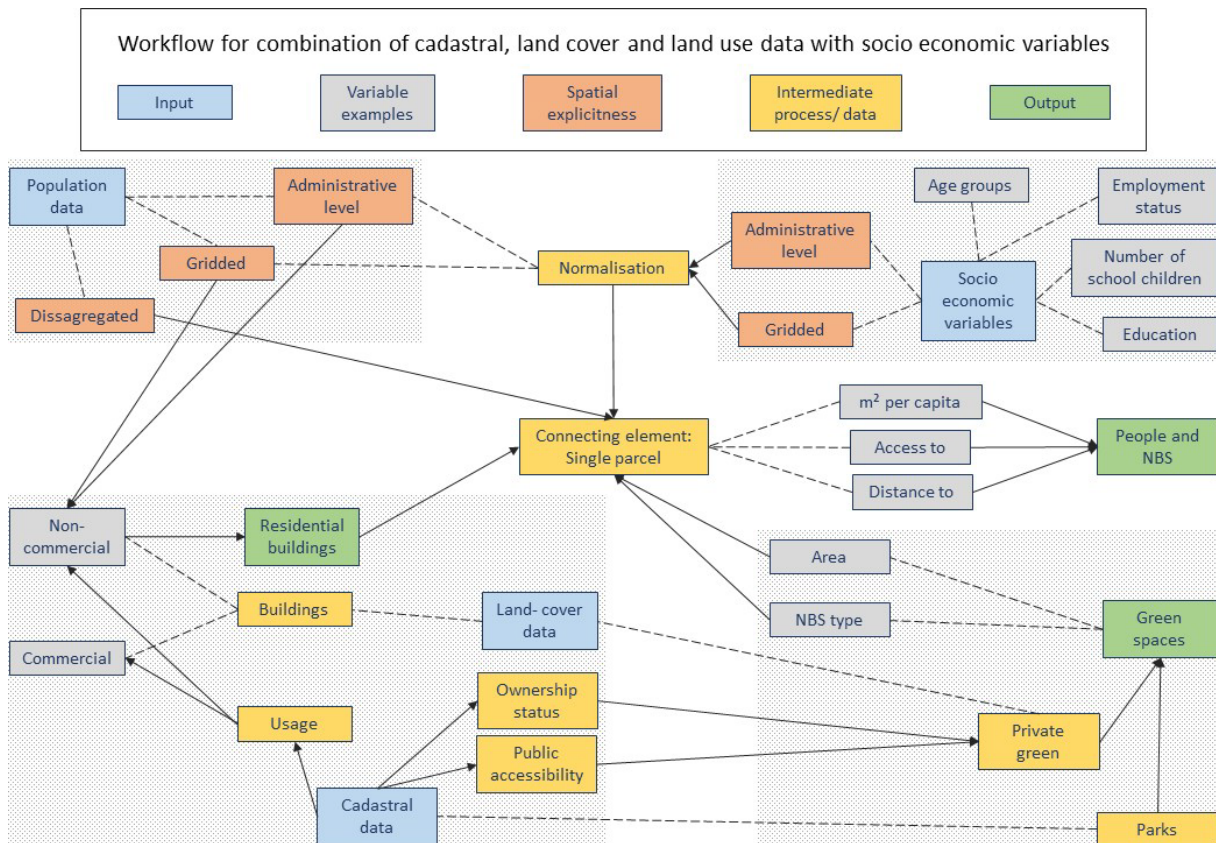 Workflow for combination of cadastral, land cover and land use data with socio economic variables
Input
Variable
examples
Spatial
explicitness
Intermediate
process/ data
Output
Population
data
Administrative
level
Gridded
Dissagregated
Normalisation
Administrative
level
Gridded
Age groups
Employment
status
Socio
economic
variables
Number of
school children
Education
Connecting element:
Single parcel
m² per capita
Access to
Distance to
People and
NBS
Non-
commercial
Residential
buildings
Buildings
Commercial
Land- cover
data
Area
NBS type
Green
spaces
Usage
Ownership
status
Public
accessibility
Private
green
Cadastral
data
Parks